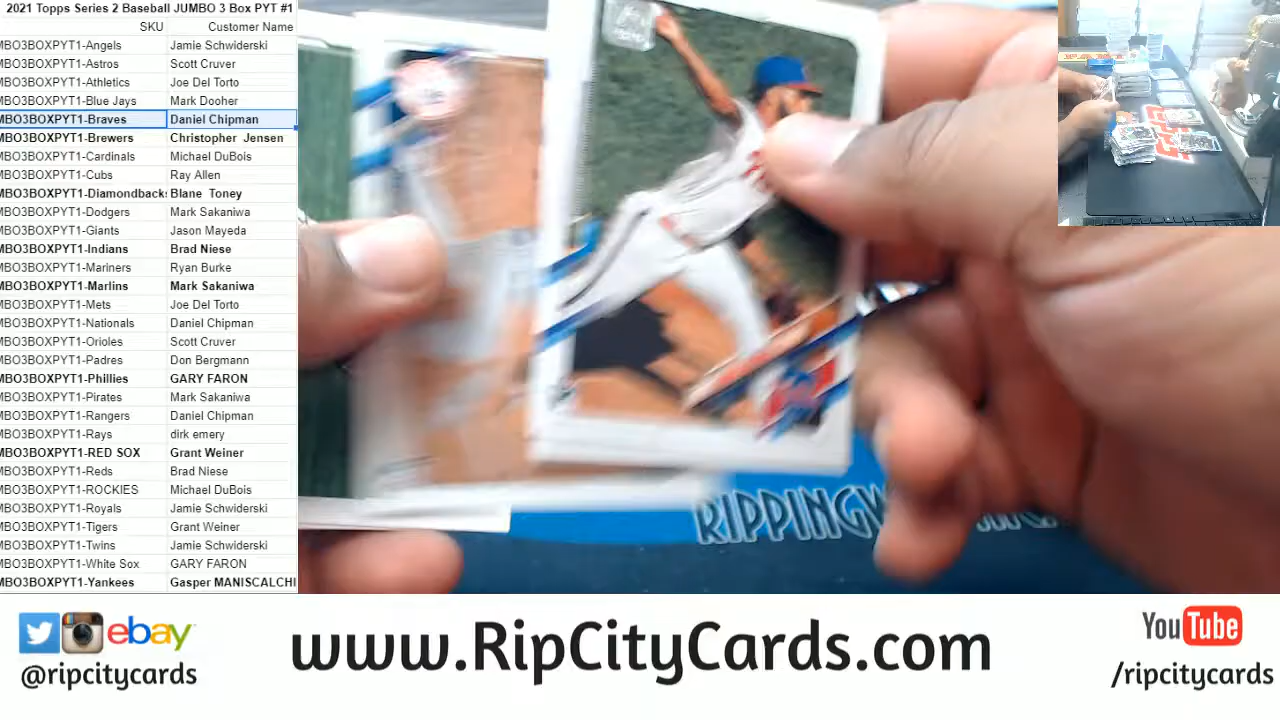 2021 Topps Series 2 Baseball JUMBO 3 Box PYT #1
SKU Customer Name
MBO3BOXPYT1-Angels Jamie Schwiderski
MBO3BOXPYT1-Astros Scott Cruver
MBO3BOXPYT1-Athletics Joe Del Torto
MBO3BOXPYT1-Blue Jays Mark Dooher
MBO3BOXPYT1-Braves Daniel Chipman
MBO3BOXPYT1-Brewers Christopher Jensen
MBO3BOXPYT1-Cardinals Michael DuBois
MBO3BOXPYT1-Cubs Ray Allen
MBO3BOXPYT1-Diamondbacks Blane Toney
MBO3BOXPYT1-Dodgers Mark Sakaniwa
MBO3BOXPYT1-Giants Jason Mayeda
MBO3BOXPYT1-Indians Brad Niese
MBO3BOXPYT1-Mariners Ryan Burke
MBO3BOXPYT1-Marlins Mark Sakaniwa
MBO3BOXPYT1-Mets Joe Del Torto
MBO3BOXPYT1-Nationals Daniel Chipman
MBO3BOXPYT1-Orioles Scott Cruver
MBO3BOXPYT1-Padres Don Bergmann
MBO3BOXPYT1-Phillies GARY FARON
MBO3BOXPYT1-Pirates Mark Sakaniwa
MBO3BOXPYT1-Rangers Daniel Chipman
MBO3BOXPYT1-Rays dirk emery
MBO3BOXPYT1-RED SOX Grant Weiner
MBO3BOXPYT1-Reds Brad Niese
MBO3BOXPYT1-ROCKIES Michael DuBois
MBO3BOXPYT1-Royals Jamie Schwiderski
MBO3BOXPYT1-Tigers Grant Weiner
MBO3BOXPYT1-Twins Jamie Schwiderski
MBO3BOXPYT1-White Sox GARY FARON
MBO3BOXPYT1-Yankees Gasper MANISCALCHI
RIPPINGW
ebay
@ripcitycards
www.RipCityCards.com
YouTube
/ripcitycards